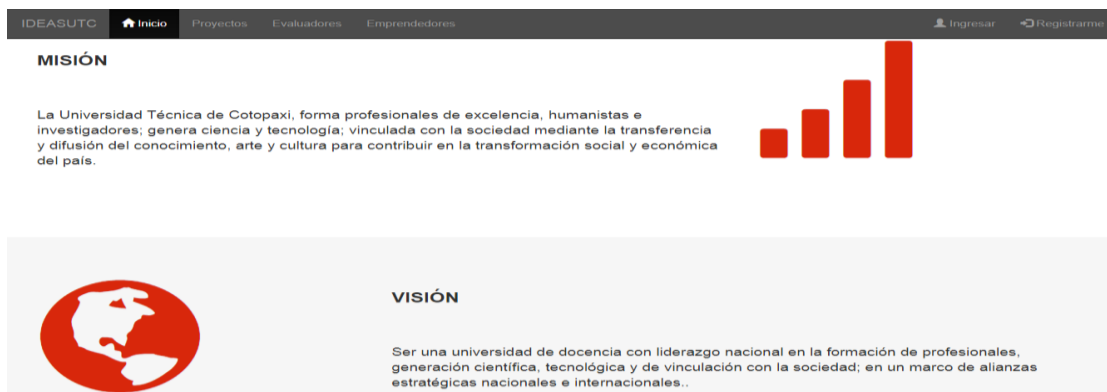 IDEASUTC Inicio Proyectos Evaluadores Emprendedores Ingresar Registrarme
MISIÓN
La Universidad Técnica de Cotopaxi, forma profesionales de excelencia, humanistas e
investigadores; genera ciencia y tecnología; vinculada con la sociedad mediante la transferencia
y difusión del conocimiento, arte y cultura para contribuir en la transformación social y económica
del país.
VISIÓN
Ser una universidad de docencia con liderazgo nacional en la formación de profesionales,
generación científica, tecnológica y de vinculación con la sociedad; en un marco de alianzas
estratégicas nacionales e internacionales..